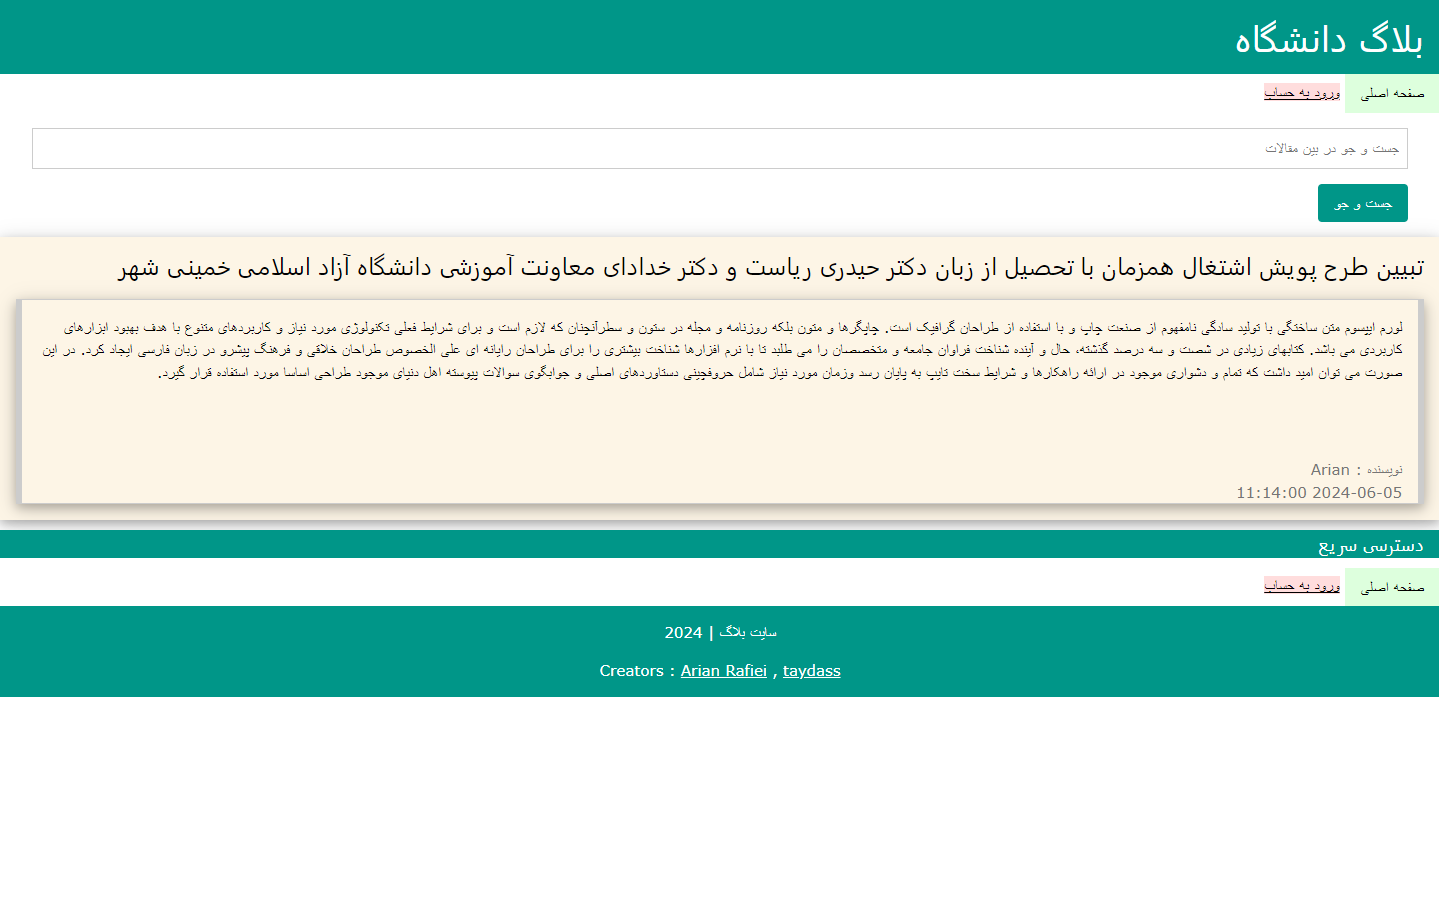 بلاگ دانشگاه
صفحه اصلی ورود به حساب
جست و جو در بین مقالات
جست و جو
تبیین طرح پویش اشتغال همزمان با تحصیل از زبان دکتر حیدری ریاست و دکتر خدادای معاونت آموزشی دانشگاه آزاد اسلامی خمینی شهر
لورم ایپسوم متن ساختگی با تولید سادگی نامفهوم از صنعت چاپ و با استفاده از طراحان گرافیک است. چاپگرها و متون بلکه روزنامه و مجله در ستون و سطرآنچنان که لازم است و برای شرایط فعلی تکنولوژی مورد نیاز و کاربردهای متنوع با هدف بهبود ابزارهای
کاربردی می باشد. کتابهای زیادی در شصت و سه درصد گذشته، حال و آینده شناخت فراوان جامعه و متخصصان را می طلبد تا با نرم افزارها شناخت بیشتری را برای طراحان رایانه ای علی الخصوص طراحان خلاقی و فرهنگ پیشرو در زبان فارسی ایجاد کرد. در این
صورت می توان امید داشت که تمام و دشواری موجود در ارائه راهکارها و شرایط سخت تایپ به پایان رسد وزمان مورد نیاز شامل حروفچینی دستاوردهای اصلی و جوابگوی سوالات پیوسته اهل دنیای موجود طراحی اساسا مورد استفاده قرار گیرد.
نویسنده : Arian
2024-06-05 11:14:00
دسترسی سریع
صفحه اصلی ورود به حساب
سایت بلاگ | 2024
Creators : Arian Rafiei , taydass